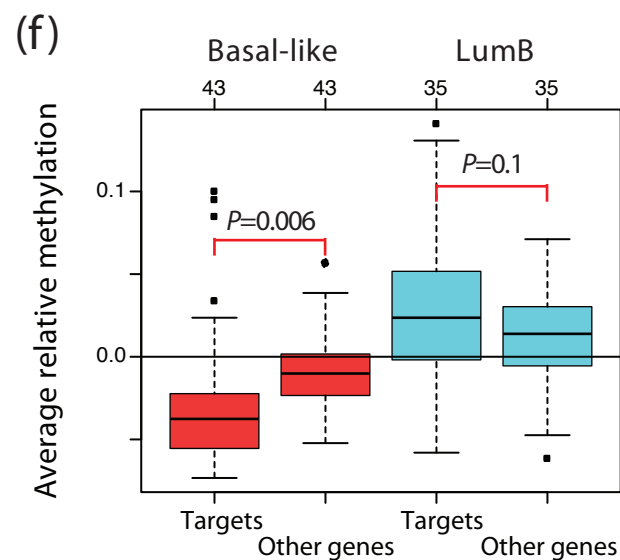 (f)
Basal-like LumB
43 43 35 35
Average relative methylation
0.1
0.0
P=0.006
P=0.1
Targets Other genes Targets Other genes